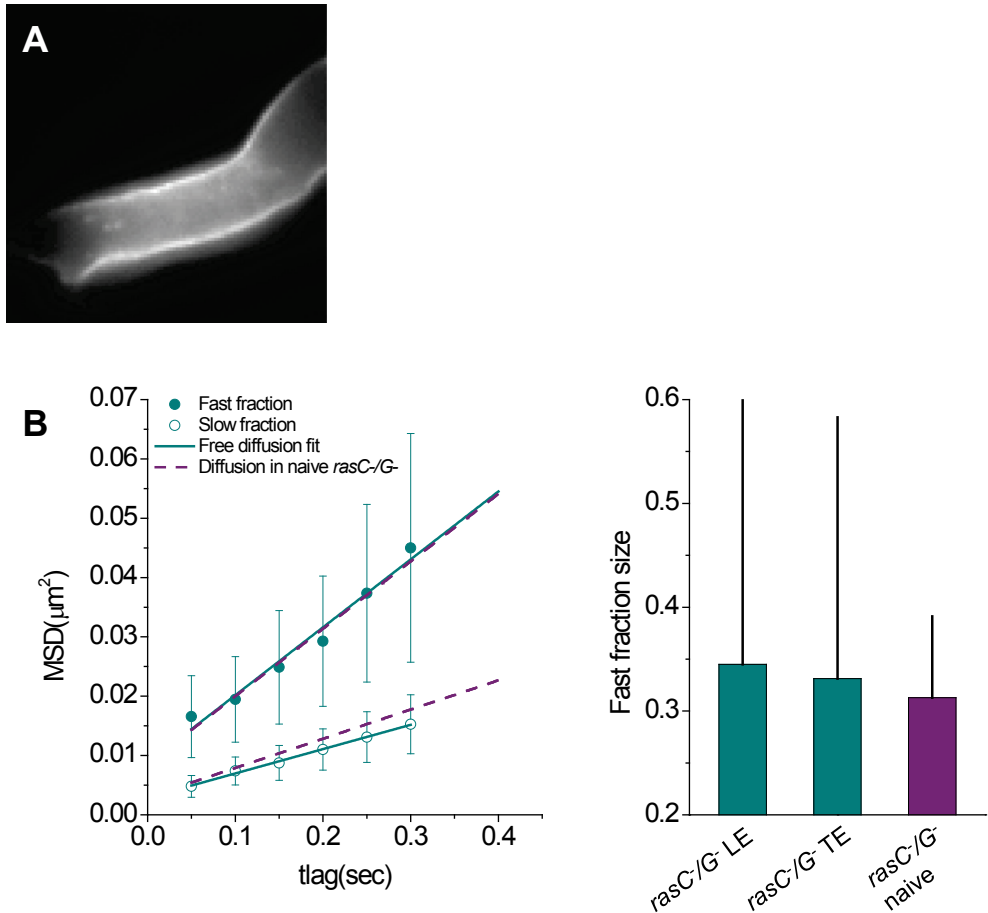 A
B
0.07
0.06
0.05
0.04
0.03
0.02
0.01
0.00
MSD(μm²)
Fast fraction
Slow fraction
Free diffusion fit
Diffusion in naive rasC-/G-
0.0
0.1
0.2
0.3
0.4
tlag(sec)
0.6
0.5
0.4
0.3
0.2
Fast fraction size
rasC⁻/G⁻ LE
rasC⁻/G⁻ TE
rasC⁻/G⁻
naive